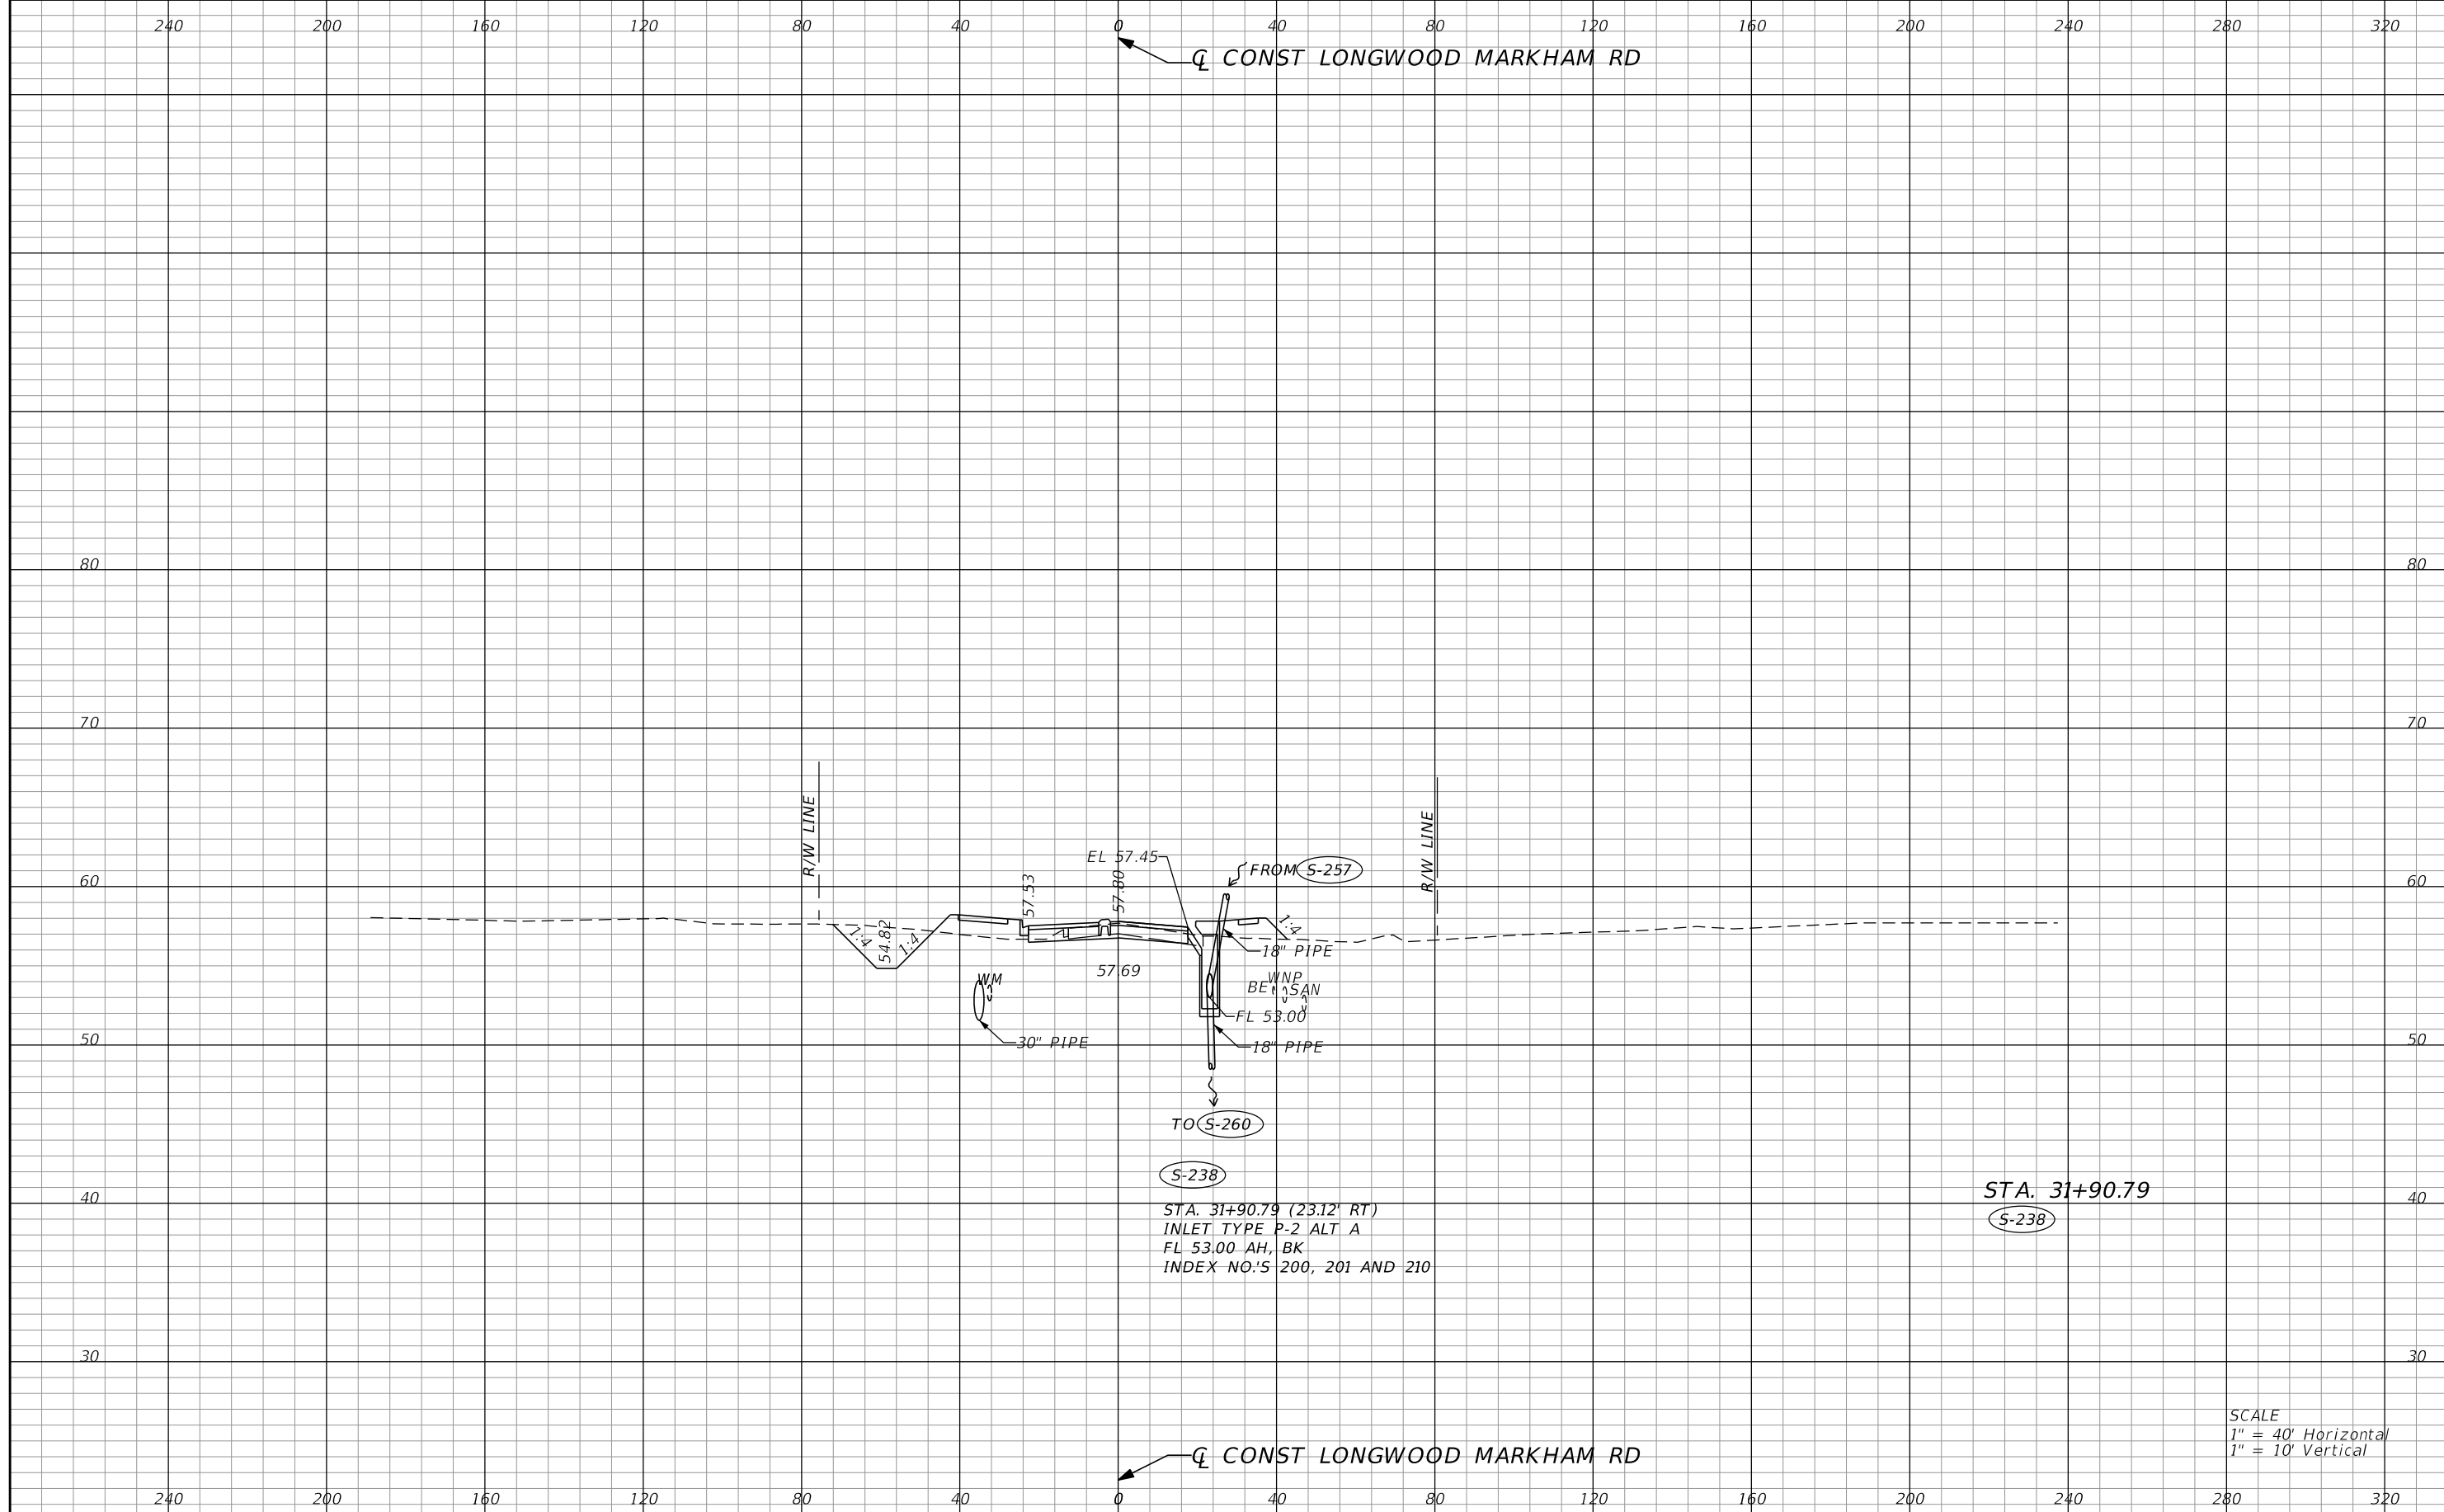 240 200 160 120 80 40 0 40 80 120 160 200 240 280 320
℄ CONST LONGWOOD MARKHAM RD
80 80
70 70
R/W LINE
R/W LINE
60 60
EL 57.45
FROM S-257
57.53
57.80
1:4
54.82
1:4
1:4
18" PIPE
57.69
WM
WNP
BE
SAN
FL 53.00
30" PIPE
18" PIPE
50 50
TO S-260
S-238
40 40
STA. 31+90.79 (23.12' RT)
INLET TYPE P-2 ALT A
FL 53.00 AH, BK
INDEX NO.'S 200, 201 AND 210
STA. 31+90.79
S-238
30 30
SCALE
1" = 40' Horizontal
1" = 10' Vertical
℄ CONST LONGWOOD MARKHAM RD
240 200 160 120 80 40 0 40 80 120 160 200 240 280 320